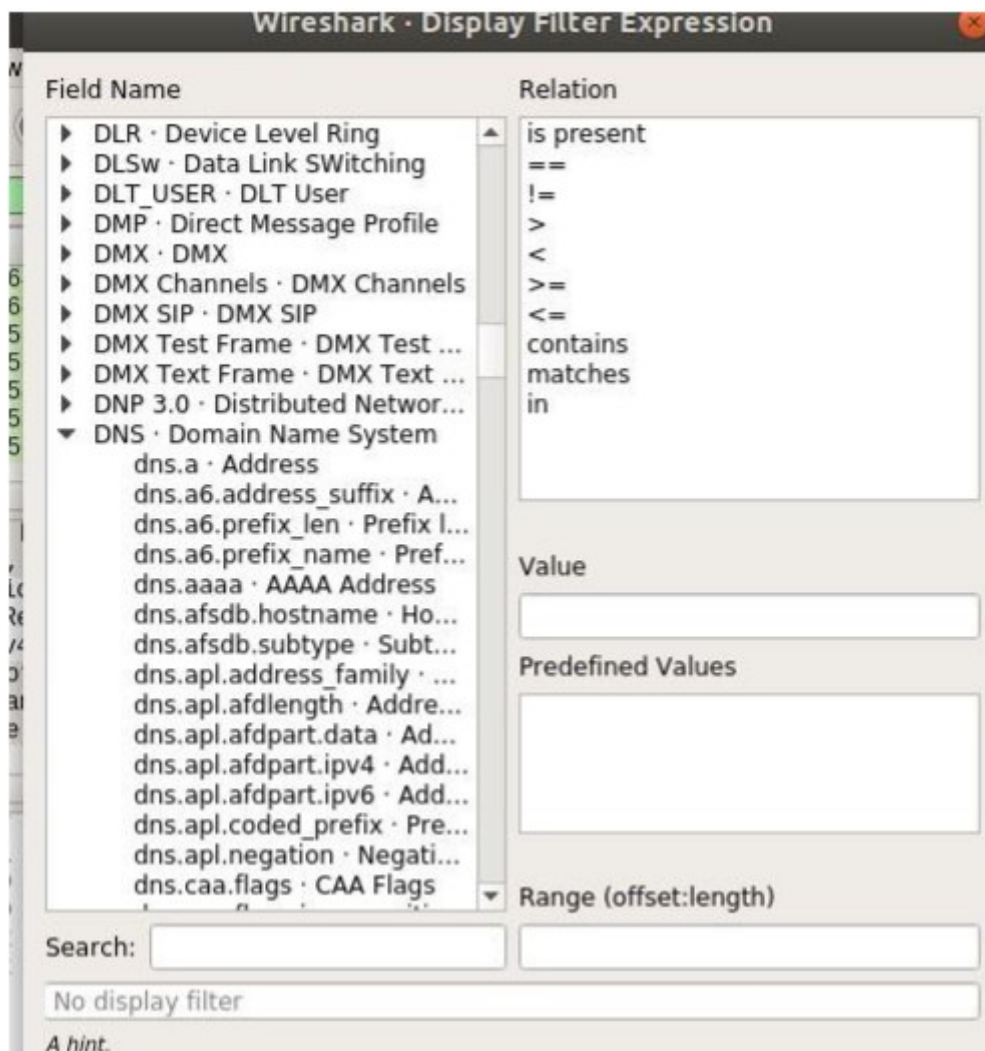 Wireshark · Display Filter Expression
Field Name
DLR · Device Level Ring
DLSw · Data Link SWitching
DLT_USER · DLT User
DMP · Direct Message Profile
DMX · DMX
DMX Channels · DMX Channels
DMX SIP · DMX SIP
DMX Test Frame · DMX Test ...
DMX Text Frame · DMX Text ...
DNP 3.0 · Distributed Networ...
DNS · Domain Name System
dns.a · Address
dns.a6.address_suffix · A...
dns.a6.prefix_len · Prefix l...
dns.a6.prefix_name · Pref...
dns.aaaa · AAAA Address
dns.afsdb.hostname · Ho...
dns.afsdb.subtype · Subt...
dns.apl.address_family · ...
dns.apl.afdlength · Addre...
dns.apl.afdpart.data · Ad...
dns.apl.afdpart.ipv4 · Add...
dns.apl.afdpart.ipv6 · Add...
dns.apl.coded_prefix · Pre...
dns.apl.negation · Negati...
dns.caa.flags · CAA Flags
Search:
Relation
is present
==
!=
>
<
>=
<=
contains
matches
in
Value
Predefined Values
Range (offset:length)
No display filter
A hint.